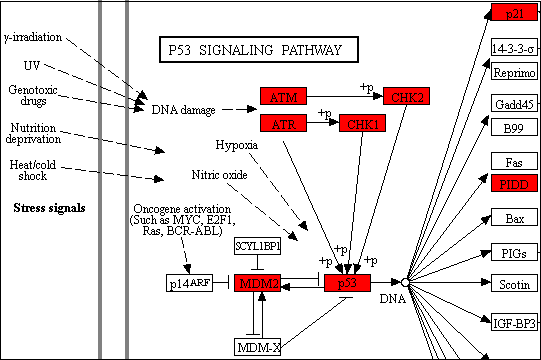 P53 SIGNALING PATHWAY
γ-irradiation
UV
Genotoxic
drugs
Nutrition
deprivation
Heat/cold
shock
Stress signals
DNA damage
ATM
+p
CHK2
ATR
+p
CHK1
Hypoxia
Nitric oxide
Oncogene activation
(Such as MYC, E2F1,
Ras, BCR-ABL)
SCYL1BP1
+p
+p
+p
p14ARF
MDM2
p53
DNA
MDM-X
p21
14-3-3-σ
Reprimo
Gadd45
B99
Fas
PIDD
Bax
PIGs
Scotin
IGF-BP3